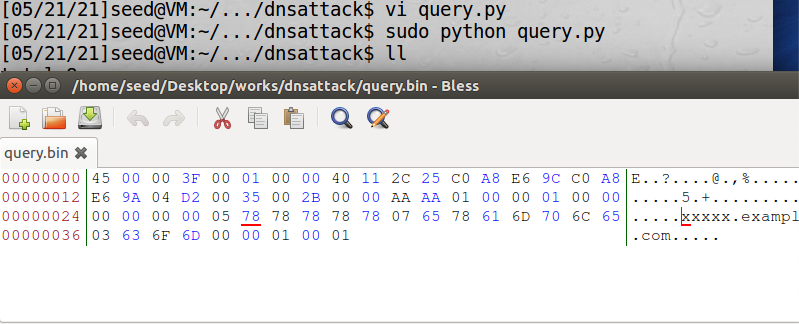 [05/21/21]seed@VM:~/.../dnsattack$ vi query.py
[05/21/21]seed@VM:~/.../dnsattack$ sudo python query.py
[05/21/21]seed@VM:~/.../dnsattack$ ll
/home/seed/Desktop/works/dnsattack/query.bin - Bless
query.bin
00000000 45 00 00 3F 00 01 00 00 40 11 2C 25 C0 A8 E6 9C C0 A8 E..?....@.,%......
00000012 E6 9A 04 D2 00 35 00 2B 00 00 AA AA 01 00 00 01 00 00 .....5.+..........
00000024 00 00 00 00 05 78 78 78 78 78 07 65 78 61 6D 70 6C 65 .....xxxxx.exampl
00000036 03 63 6F 6D 00 00 01 00 01 .com.....